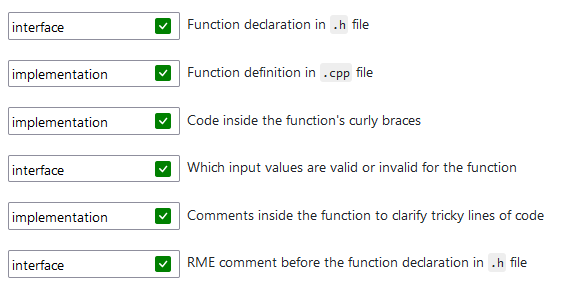 interface Function declaration in .h file
implementation Function definition in .cpp file
implementation Code inside the function's curly braces
interface Which input values are valid or invalid for the function
implementation Comments inside the function to clarify tricky lines of code
interface RME comment before the function declaration in .h file